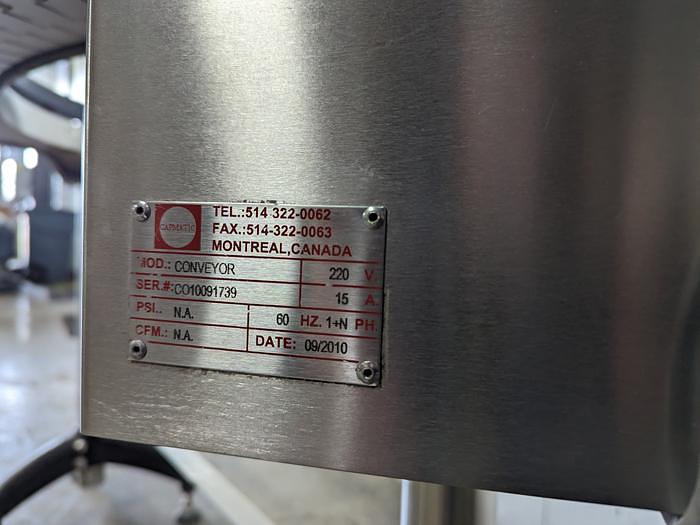 CAPMATIC
TEL.:514 322-0062
FAX.:514-322-0063
MONTREAL,CANADA
MOD.: CONVEYOR 220 V.
SER.#:CO10091739 15 A.
PSI.: N.A. 60 HZ. 1+N PH.
CFM.: N.A. DATE: 09/2010